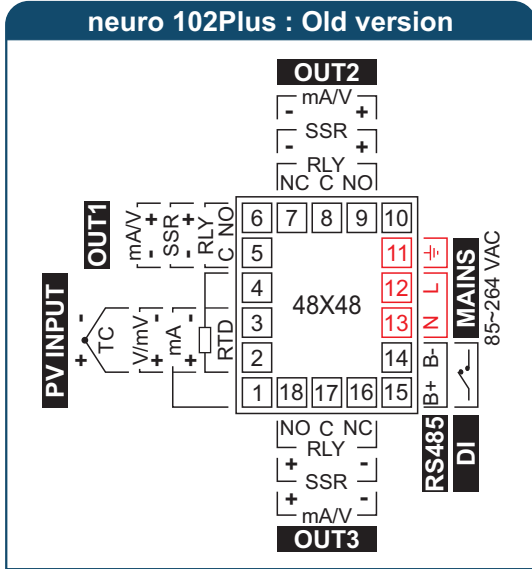 neuro 102Plus : Old version
OUT2
mA/V
- +
SSR
- +
RLY
NC C NO
OUT1
mA/V
- +
SSR
- +
RLY
C NO
PV INPUT
+ -
TC
V/mV
+ -
mA
+ -
RTD
6 7 8 9 10
5 11
4 12
3 13
2 14
1 18 17 16 15
48X48
N L
MAINS
85~264 VAC
B+ B-
RS485
DI
NO C NC
RLY
+ -
SSR
+ -
mA/V
OUT3